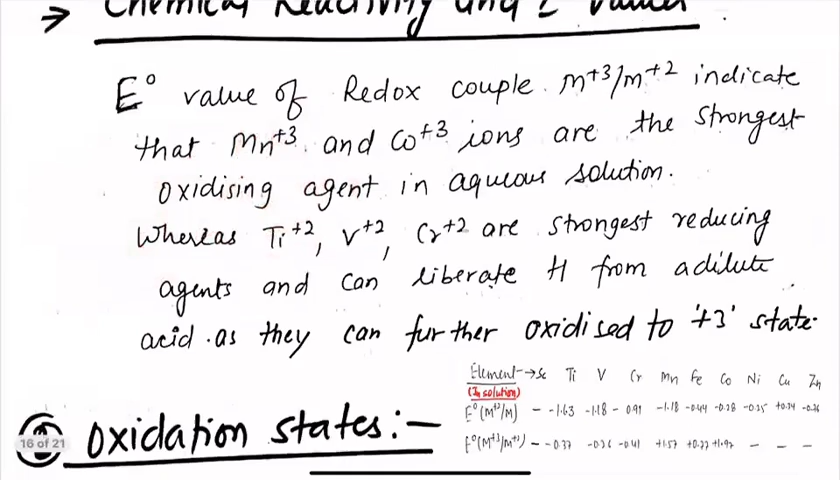 → Chemical Reactivity and E° Values
E° value of Redox couple M+3/M+2 indicate
that Mn+3 and Co+3 ions are the strongest
oxidising agent in aqueous solution.
Whereas Ti+2, V+2, Cr+2 are strongest reducing
agents and can liberate H from a dilute
acid. as they can further oxidised to '+3' state.
Element → Sc Ti V Cr Mn Fe Co Ni Cu Zn
(In solution)
E°(M+2/M) – -1.63 -1.18 -0.91 -1.18 -0.44 -0.28 -0.25 +0.34 -0.76
E°(M+3/M+2) – -0.37 -0.26 -0.41 +1.57 +0.77 +1.97 – – –
oxidation states:-
16 of 21